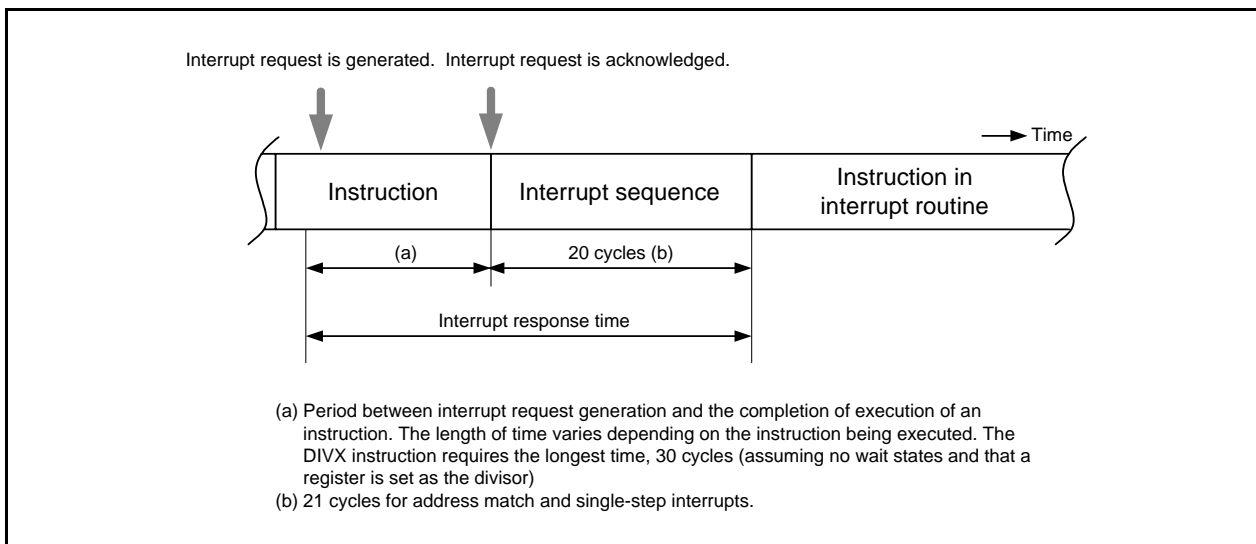 Interrupt request is generated. Interrupt request is acknowledged.
Time
Instruction
Interrupt sequence
Instruction in
interrupt routine
(a)
20 cycles (b)
Interrupt response time
(a) Period between interrupt request generation and the completion of execution of an
instruction. The length of time varies depending on the instruction being executed. The
DIVX instruction requires the longest time, 30 cycles (assuming no wait states and that a
register is set as the divisor)
(b) 21 cycles for address match and single-step interrupts.